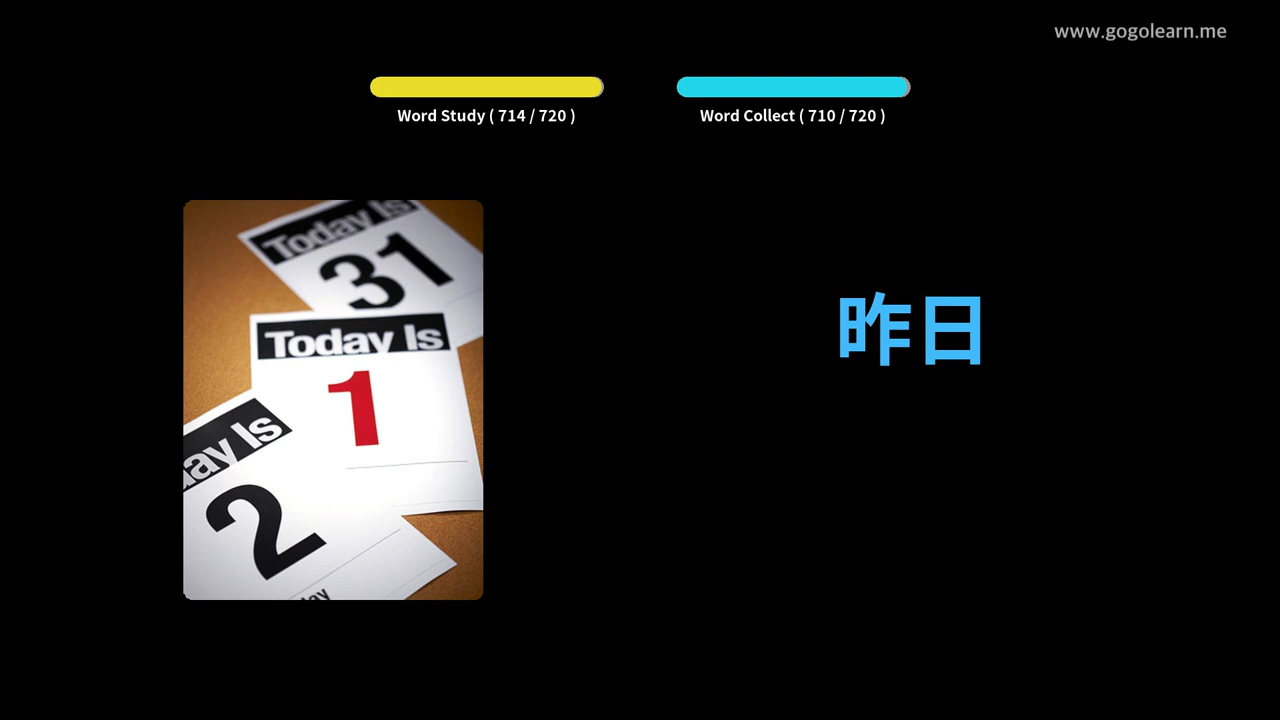 www.gogolearn.me
Word Study ( 714 / 720 )
Word Collect ( 710 / 720 )
Today Is
31
Today Is
1
ay Is
2
昨日